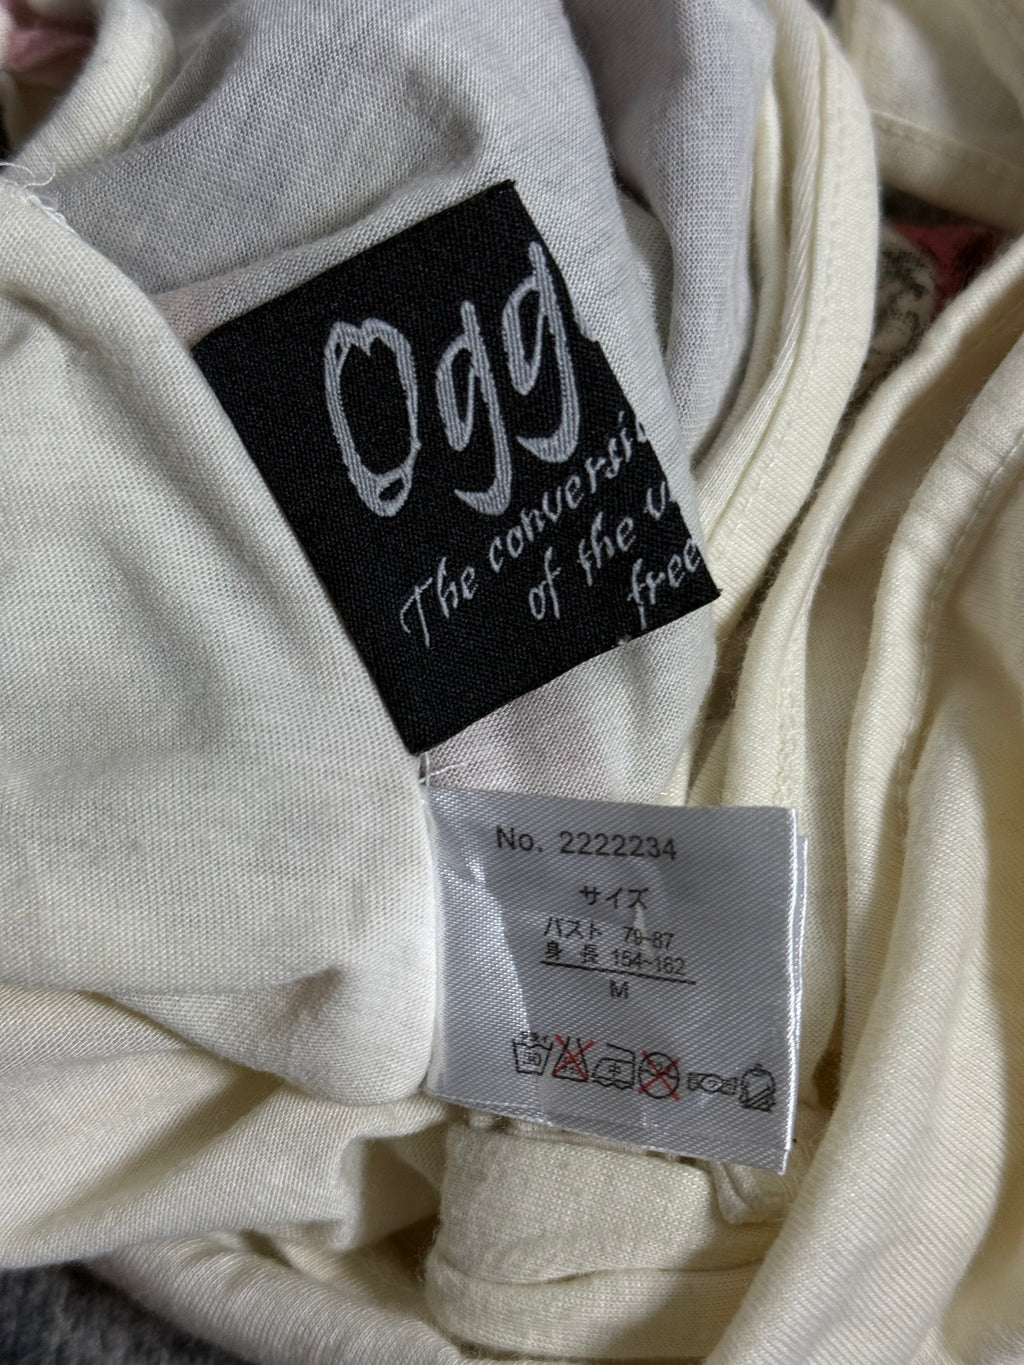 Ogg
The conversi
of the
free
No. 2222234
サイズ
バスト 79-87
身 長 154~162
M